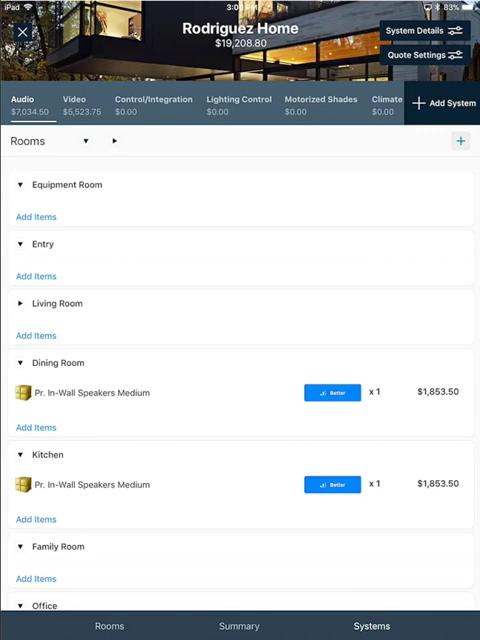 iPad 3:00 PM 83%
Rodriguez Home
$19,208.80
System Details
Quote Settings
Audio Video Control/Integration Lighting Control Motorized Shades Climate
$7,034.50 $5,523.75 $0.00 $0.00 $0.00 $0.00
Add System
Rooms
Equipment Room
Add Items
Entry
Add Items
Living Room
Add Items
Dining Room
Pr. In-Wall Speakers Medium Better x 1 $1,853.50
Add Items
Kitchen
Pr. In-Wall Speakers Medium Better x 1 $1,853.50
Add Items
Family Room
Add Items
Office
Rooms Summary Systems